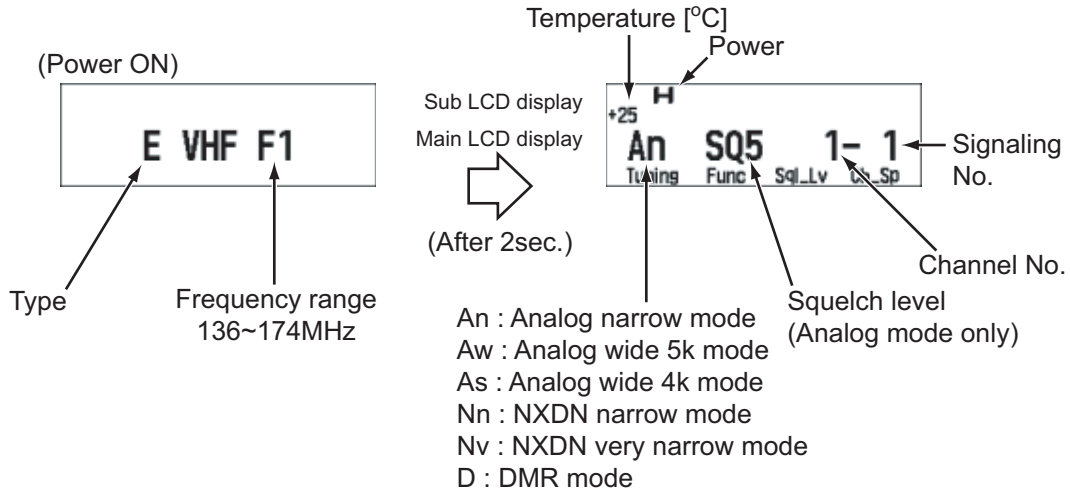 Temperature [°C]
Power
(Power ON)
Sub LCD display
Main LCD display
E VHF F1
H
+25
An SQ5 1- 1
Tuning Func Sql_Lv Ch_Sp
Signaling
No.
(After 2sec.)
Channel No.
Type
Frequency range
136~174MHz
Squelch level
(Analog mode only)
An : Analog narrow mode
Aw : Analog wide 5k mode
As : Analog wide 4k mode
Nn : NXDN narrow mode
Nv : NXDN very narrow mode
D : DMR mode